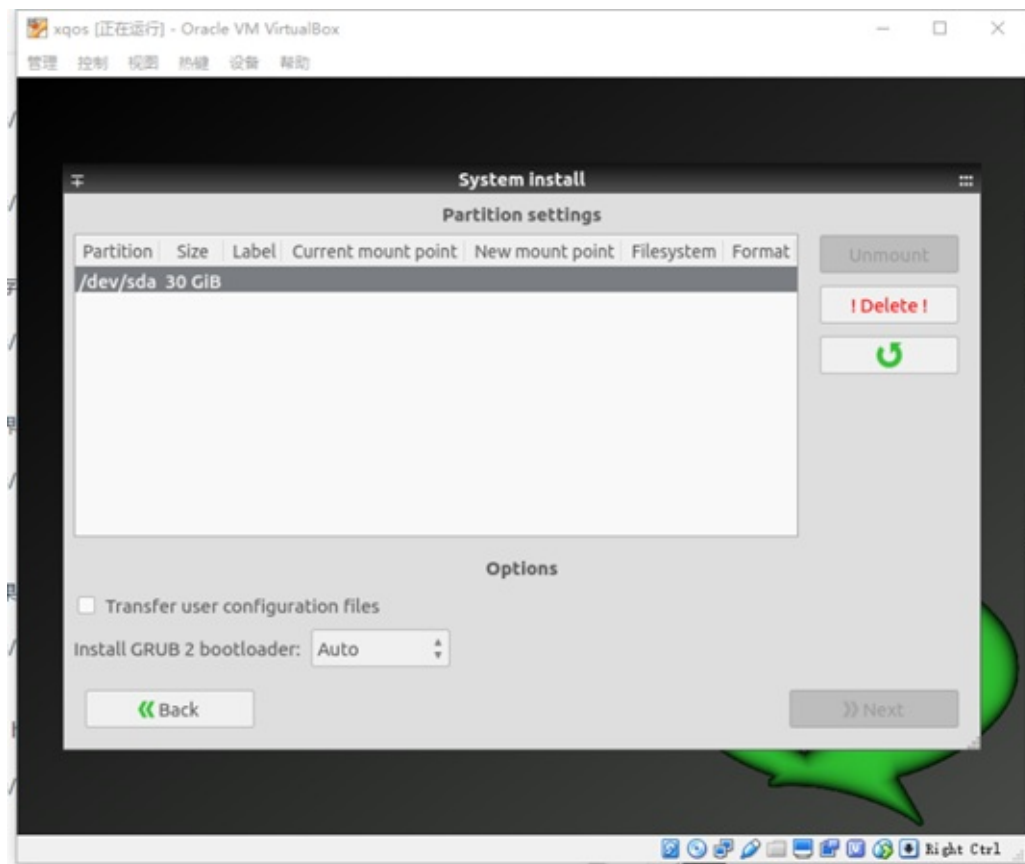 xqos [正在运行] - Oracle VM VirtualBox
管理 控制 视图 热键 设备 帮助
System install
Partition settings
Partition Size Label Current mount point New mount point Filesystem Format
/dev/sda 30 GiB
Unmount
! Delete !
Options
Transfer user configuration files
Install GRUB 2 bootloader: Auto
Back
Next
Right Ctrl